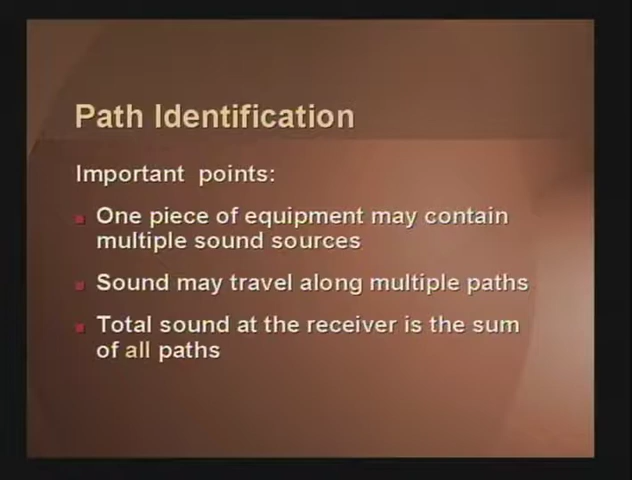 Path Identification
Important points:
One piece of equipment may contain
multiple sound sources
Sound may travel along multiple paths
Total sound at the receiver is the sum
of all paths